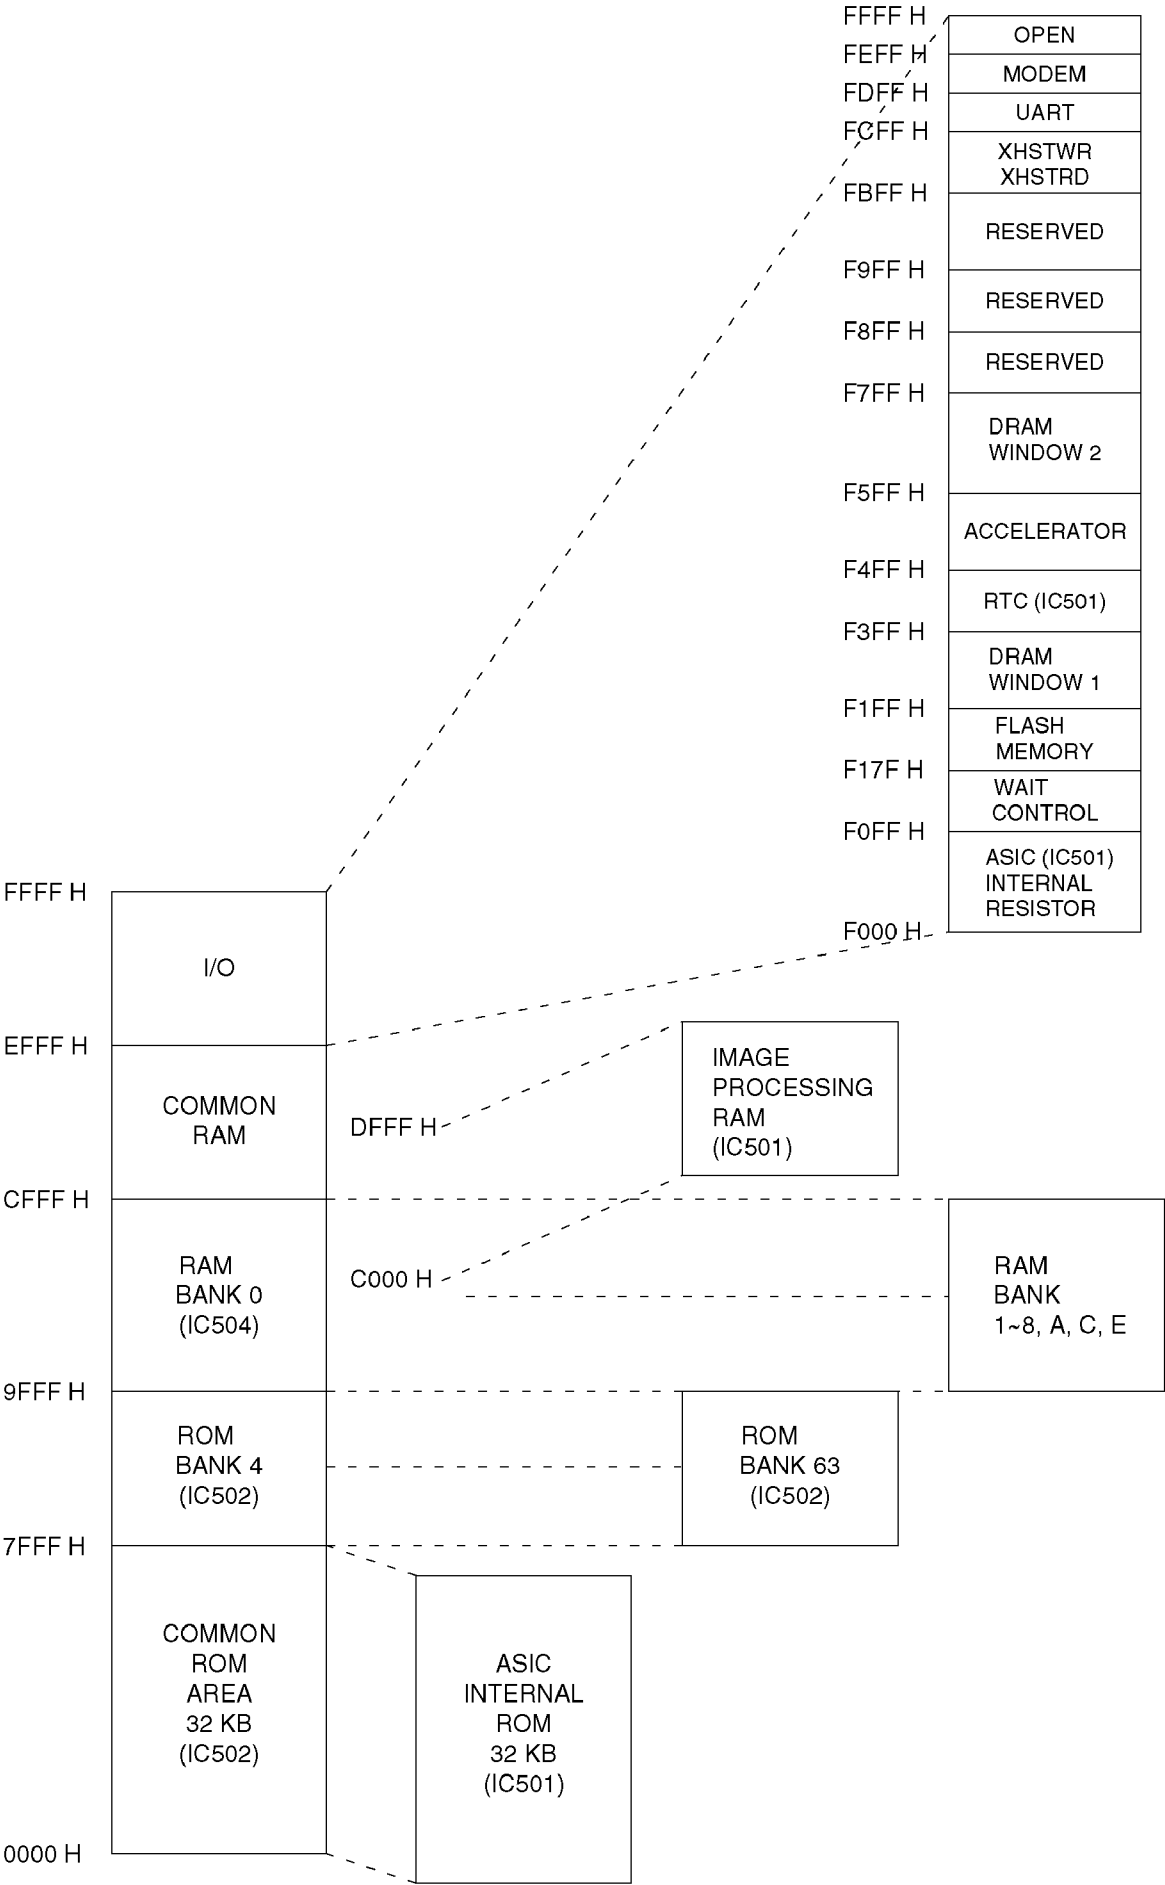 FFFF H
OPEN
FEFF H
MODEM
FDFF H
UART
FCFF H
XHSTWR
XHSTRD
FBFF H
RESERVED
F9FF H
RESERVED
F8FF H
RESERVED
F7FF H
DRAM
WINDOW 2
F5FF H
ACCELERATOR
F4FF H
RTC (IC501)
F3FF H
DRAM
WINDOW 1
F1FF H
FLASH
MEMORY
F17F H
WAIT
CONTROL
F0FF H
ASIC (IC501)
INTERNAL
RESISTOR
F000 H
FFFF H
I/O
EFFF H
COMMON
RAM
DFFF H
IMAGE
PROCESSING
RAM
(IC501)
CFFF H
RAM
BANK 0
(IC504)
C000 H
RAM
BANK
1~8, A, C, E
9FFF H
ROM
BANK 4
(IC502)
ROM
BANK 63
(IC502)
7FFF H
COMMON
ROM
AREA
32 KB
(IC502)
ASIC
INTERNAL
ROM
32 KB
(IC501)
0000 H